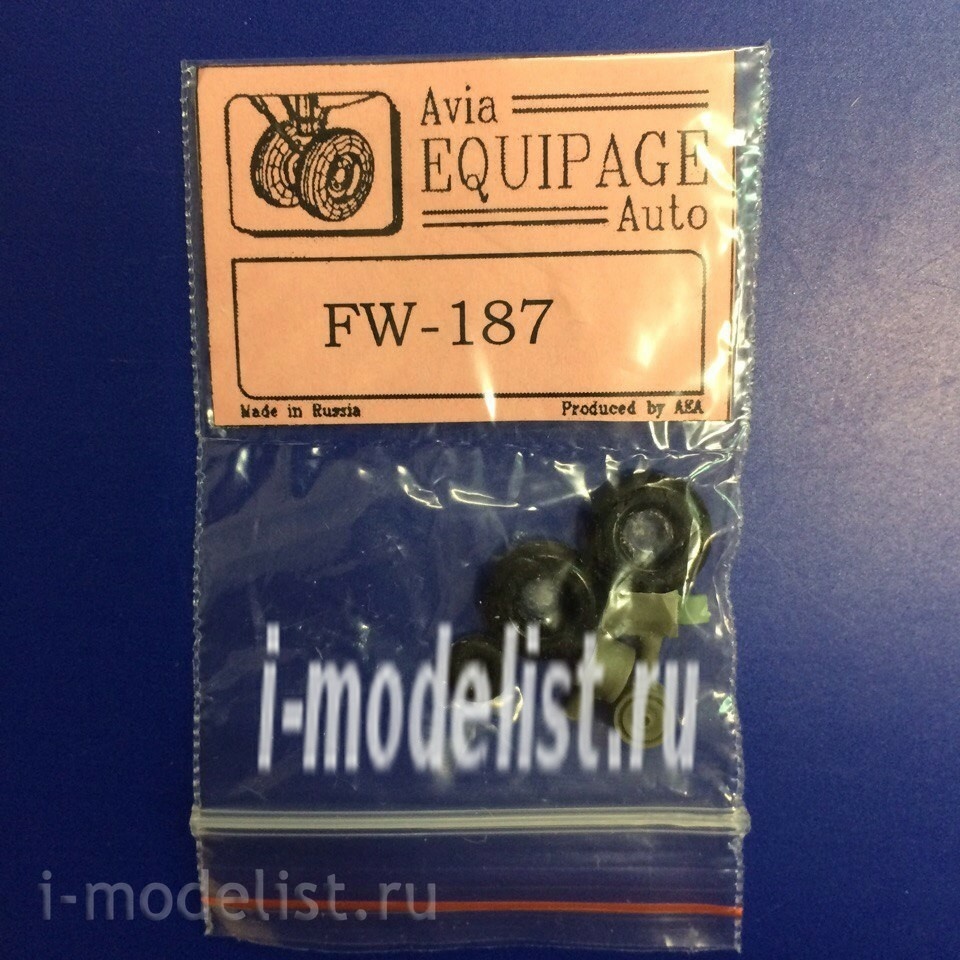 Avia
EQUIPAGE
Auto
FW-187
Made in Russia
Produced by AEA
i-modelist.ru
i-modelist.ru